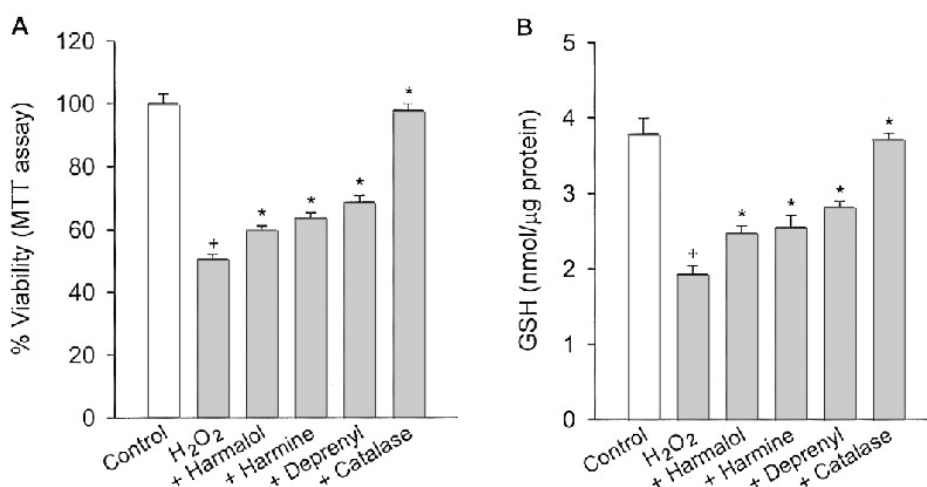 A
% Viability (MTT assay)
120
100
80
60
40
20
0
+
*
*
*
*
Control
H₂O₂
+ Harmalol
+ Harmine
+ Deprenyl
+ Catalase
B
GSH (nmol/µg protein)
5
4
3
2
1
0
+
*
*
*
*
Control
H₂O₂
+ Harmalol
+ Harmine
+ Deprenyl
+ Catalase